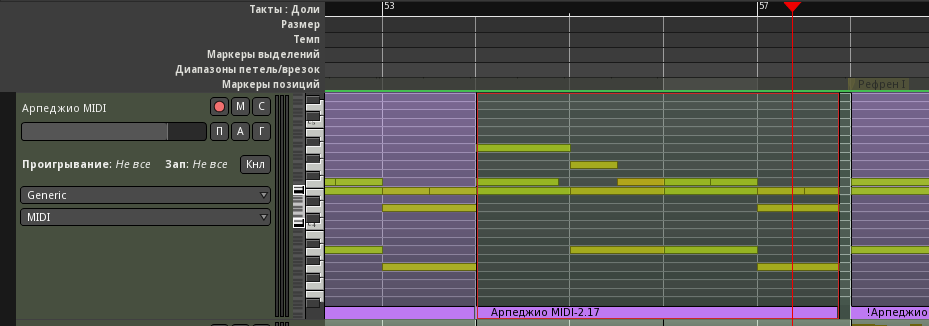 Такты : Доли
53
57
Размер
Темп
Маркеры выделений
Диапазоны петель/врезок
Маркеры позиций
Рефрен I
Арпеджио MIDI
М
С
П
А
Г
Проигрывание: Не все Зап: Не все
Кнл
Generic
MIDI
Арпеджио MIDI-2.17
!Арпеджио